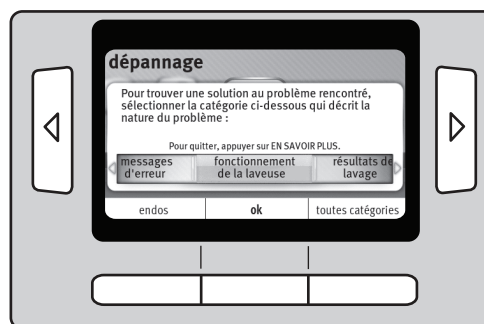 dépannage
Pour trouver une solution au problème rencontré,
sélectionner la catégorie ci-dessous qui décrit la
nature du problème :
Pour quitter, appuyer sur EN SAVOIR PLUS.
messages
d'erreur
fonctionnement
de la laveuse
résultats de
lavage
endos
ok
toutes catégories